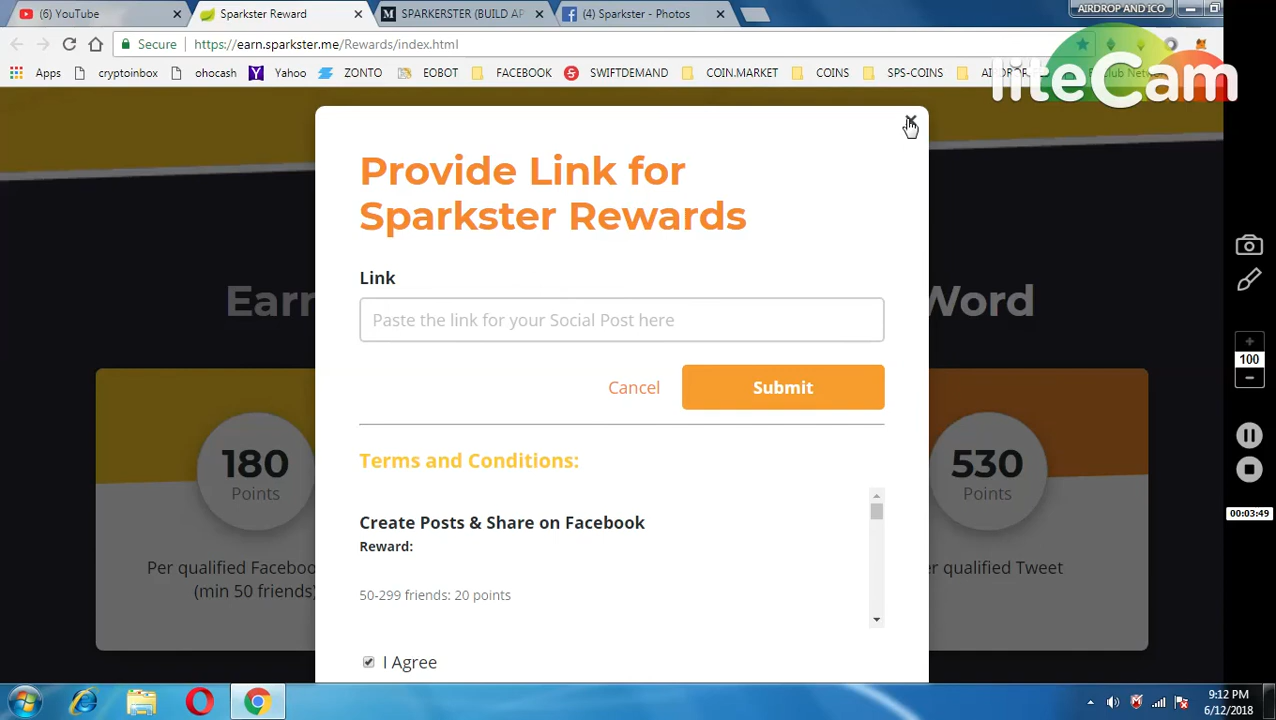 (6) YouTube
Sparkster Reward
SPARKERSTER (BUILD AP
(4) Sparkster - Photos
AIRDROP AND ICO
Secure
https://earn.sparkster.me/Rewards/index.html
Apps
cryptoinbox
ohocash
Yahoo
ZONTO
EOBOT
FACEBOOK
SWIFTDEMAND
COIN.MARKET
COINS
SPS-COINS
liteCam
Provide Link for
Sparkster Rewards
Link
Paste the link for your Social Post here
Cancel
Submit
Terms and Conditions:
Create Posts & Share on Facebook
Reward:
50-299 friends: 20 points
I Agree
Earn
Word
180
Points
Per qualified Faceboo
(min 50 friends)
530
Points
er qualified Tweet
100
00:03:49
9:12 PM
6/12/2018